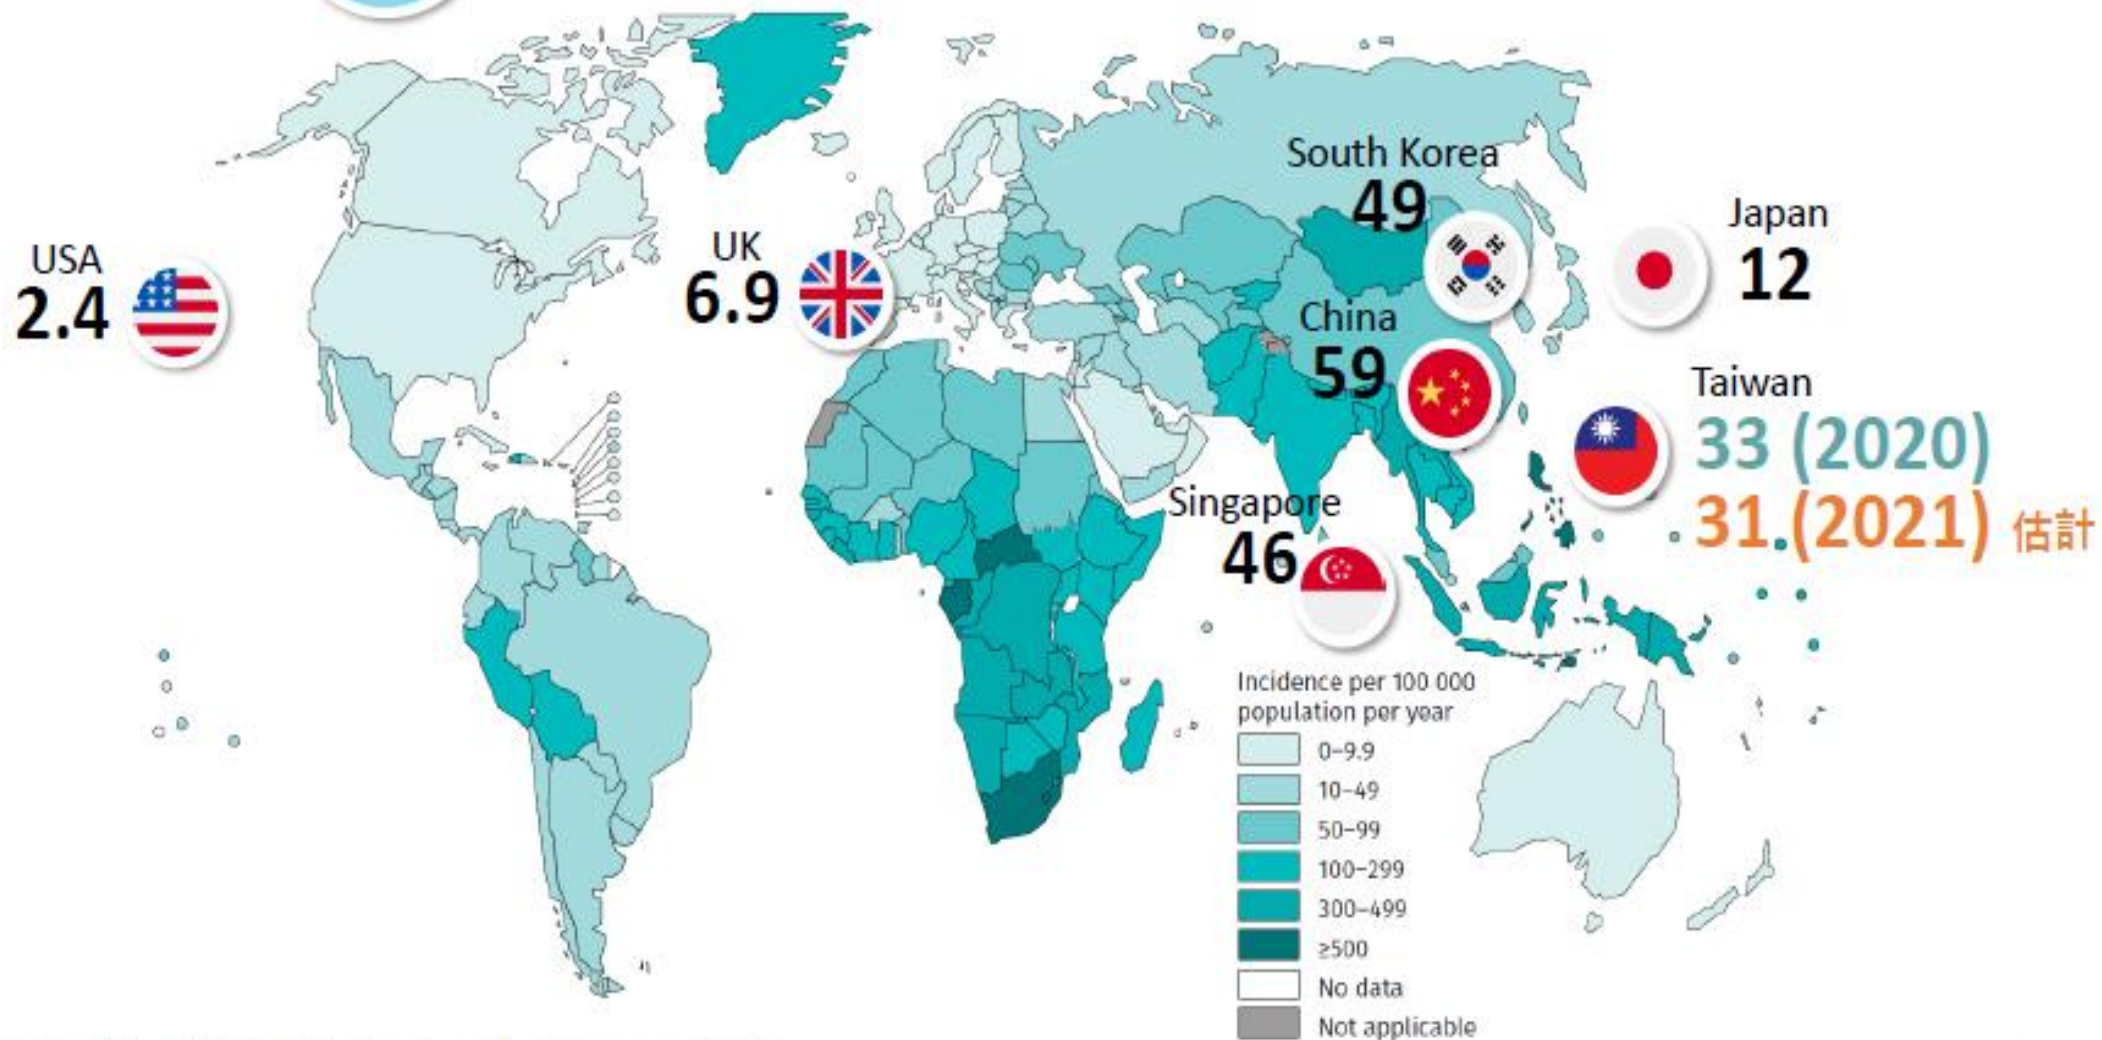 South Korea
49
Japan
12
USA
2.4
UK
6.9
China
59
Taiwan
33 (2020)
31.(2021) 估計
Singapore
46
Incidence per 100 000
population per year
0–9.9
10–49
50–99
100–299
300–499
≥500
No data
Not applicable